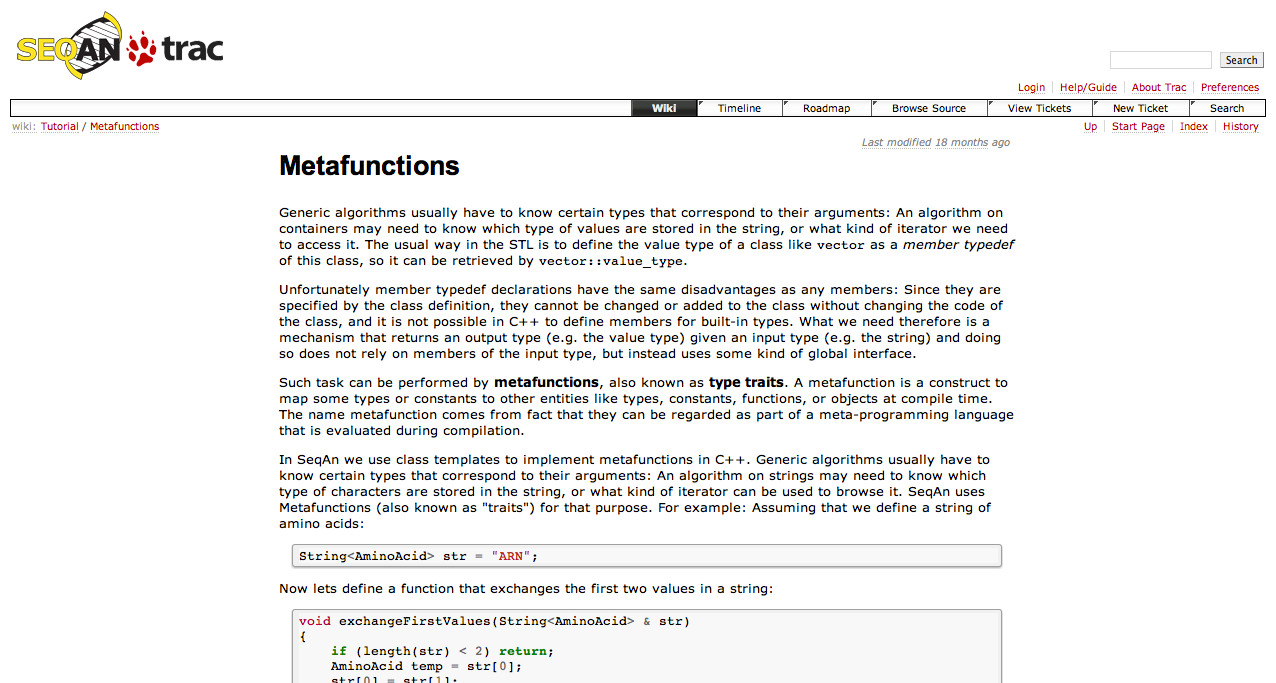 SEQAN trac
Search
Login Help/Guide About Trac Preferences
Wiki Timeline Roadmap Browse Source View Tickets New Ticket Search
wiki: Tutorial / Metafunctions Up Start Page Index History
Last modified 18 months ago
Metafunctions
Generic algorithms usually have to know certain types that correspond to their arguments: An algorithm on
containers may need to know which type of values are stored in the string, or what kind of iterator we need
to access it. The usual way in the STL is to define the value type of a class like vector as a member typedef
of this class, so it can be retrieved by vector::value_type.
Unfortunately member typedef declarations have the same disadvantages as any members: Since they are
specified by the class definition, they cannot be changed or added to the class without changing the code of
the class, and it is not possible in C++ to define members for built-in types. What we need therefore is a
mechanism that returns an output type (e.g. the value type) given an input type (e.g. the string) and doing
so does not rely on members of the input type, but instead uses some kind of global interface.
Such task can be performed by metafunctions, also known as type traits. A metafunction is a construct to
map some types or constants to other entities like types, constants, functions, or objects at compile time.
The name metafunction comes from fact that they can be regarded as part of a meta-programming language
that is evaluated during compilation.
In SeqAn we use class templates to implement metafunctions in C++. Generic algorithms usually have to
know certain types that correspond to their arguments: An algorithm on strings may need to know which
type of characters are stored in the string, or what kind of iterator can be used to browse it. SeqAn uses
Metafunctions (also known as "traits") for that purpose. For example: Assuming that we define a string of
amino acids:
String<AminoAcid> str = "ARN";
Now lets define a function that exchanges the first two values in a string:
void exchangeFirstValues(String<AminoAcid> & str)
{
if (length(str) < 2) return;
AminoAcid temp = str[0];
str[0] = str[1];